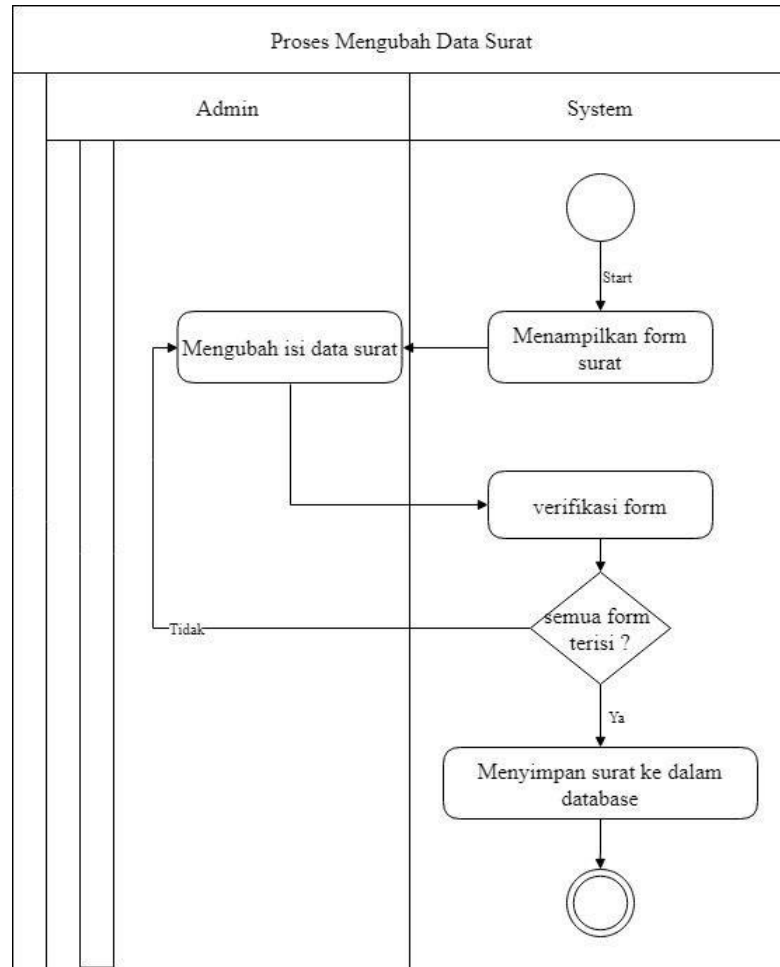 Proses Mengubah Data Surat
Admin
System
Start
Mengubah isi data surat
Menampilkan form
surat
verifikasi form
semua form
terisi ?
Tidak
Ya
Menyimpan surat ke dalam
database